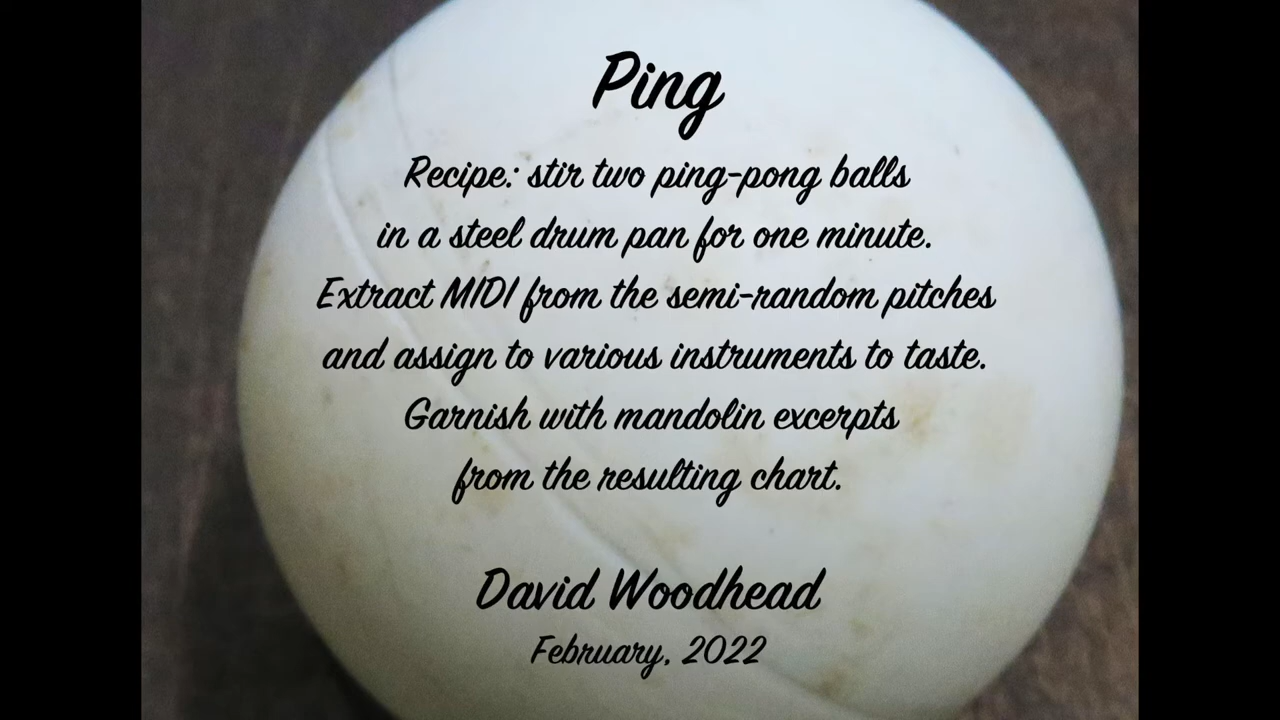 Ping
Recipe: stir two ping-pong balls
in a steel drum pan for one minute.
Extract MIDI from the semi-random pitches
and assign to various instruments to taste.
Garnish with mandolin excerpts
from the resulting chart.
David Woodhead
February, 2022